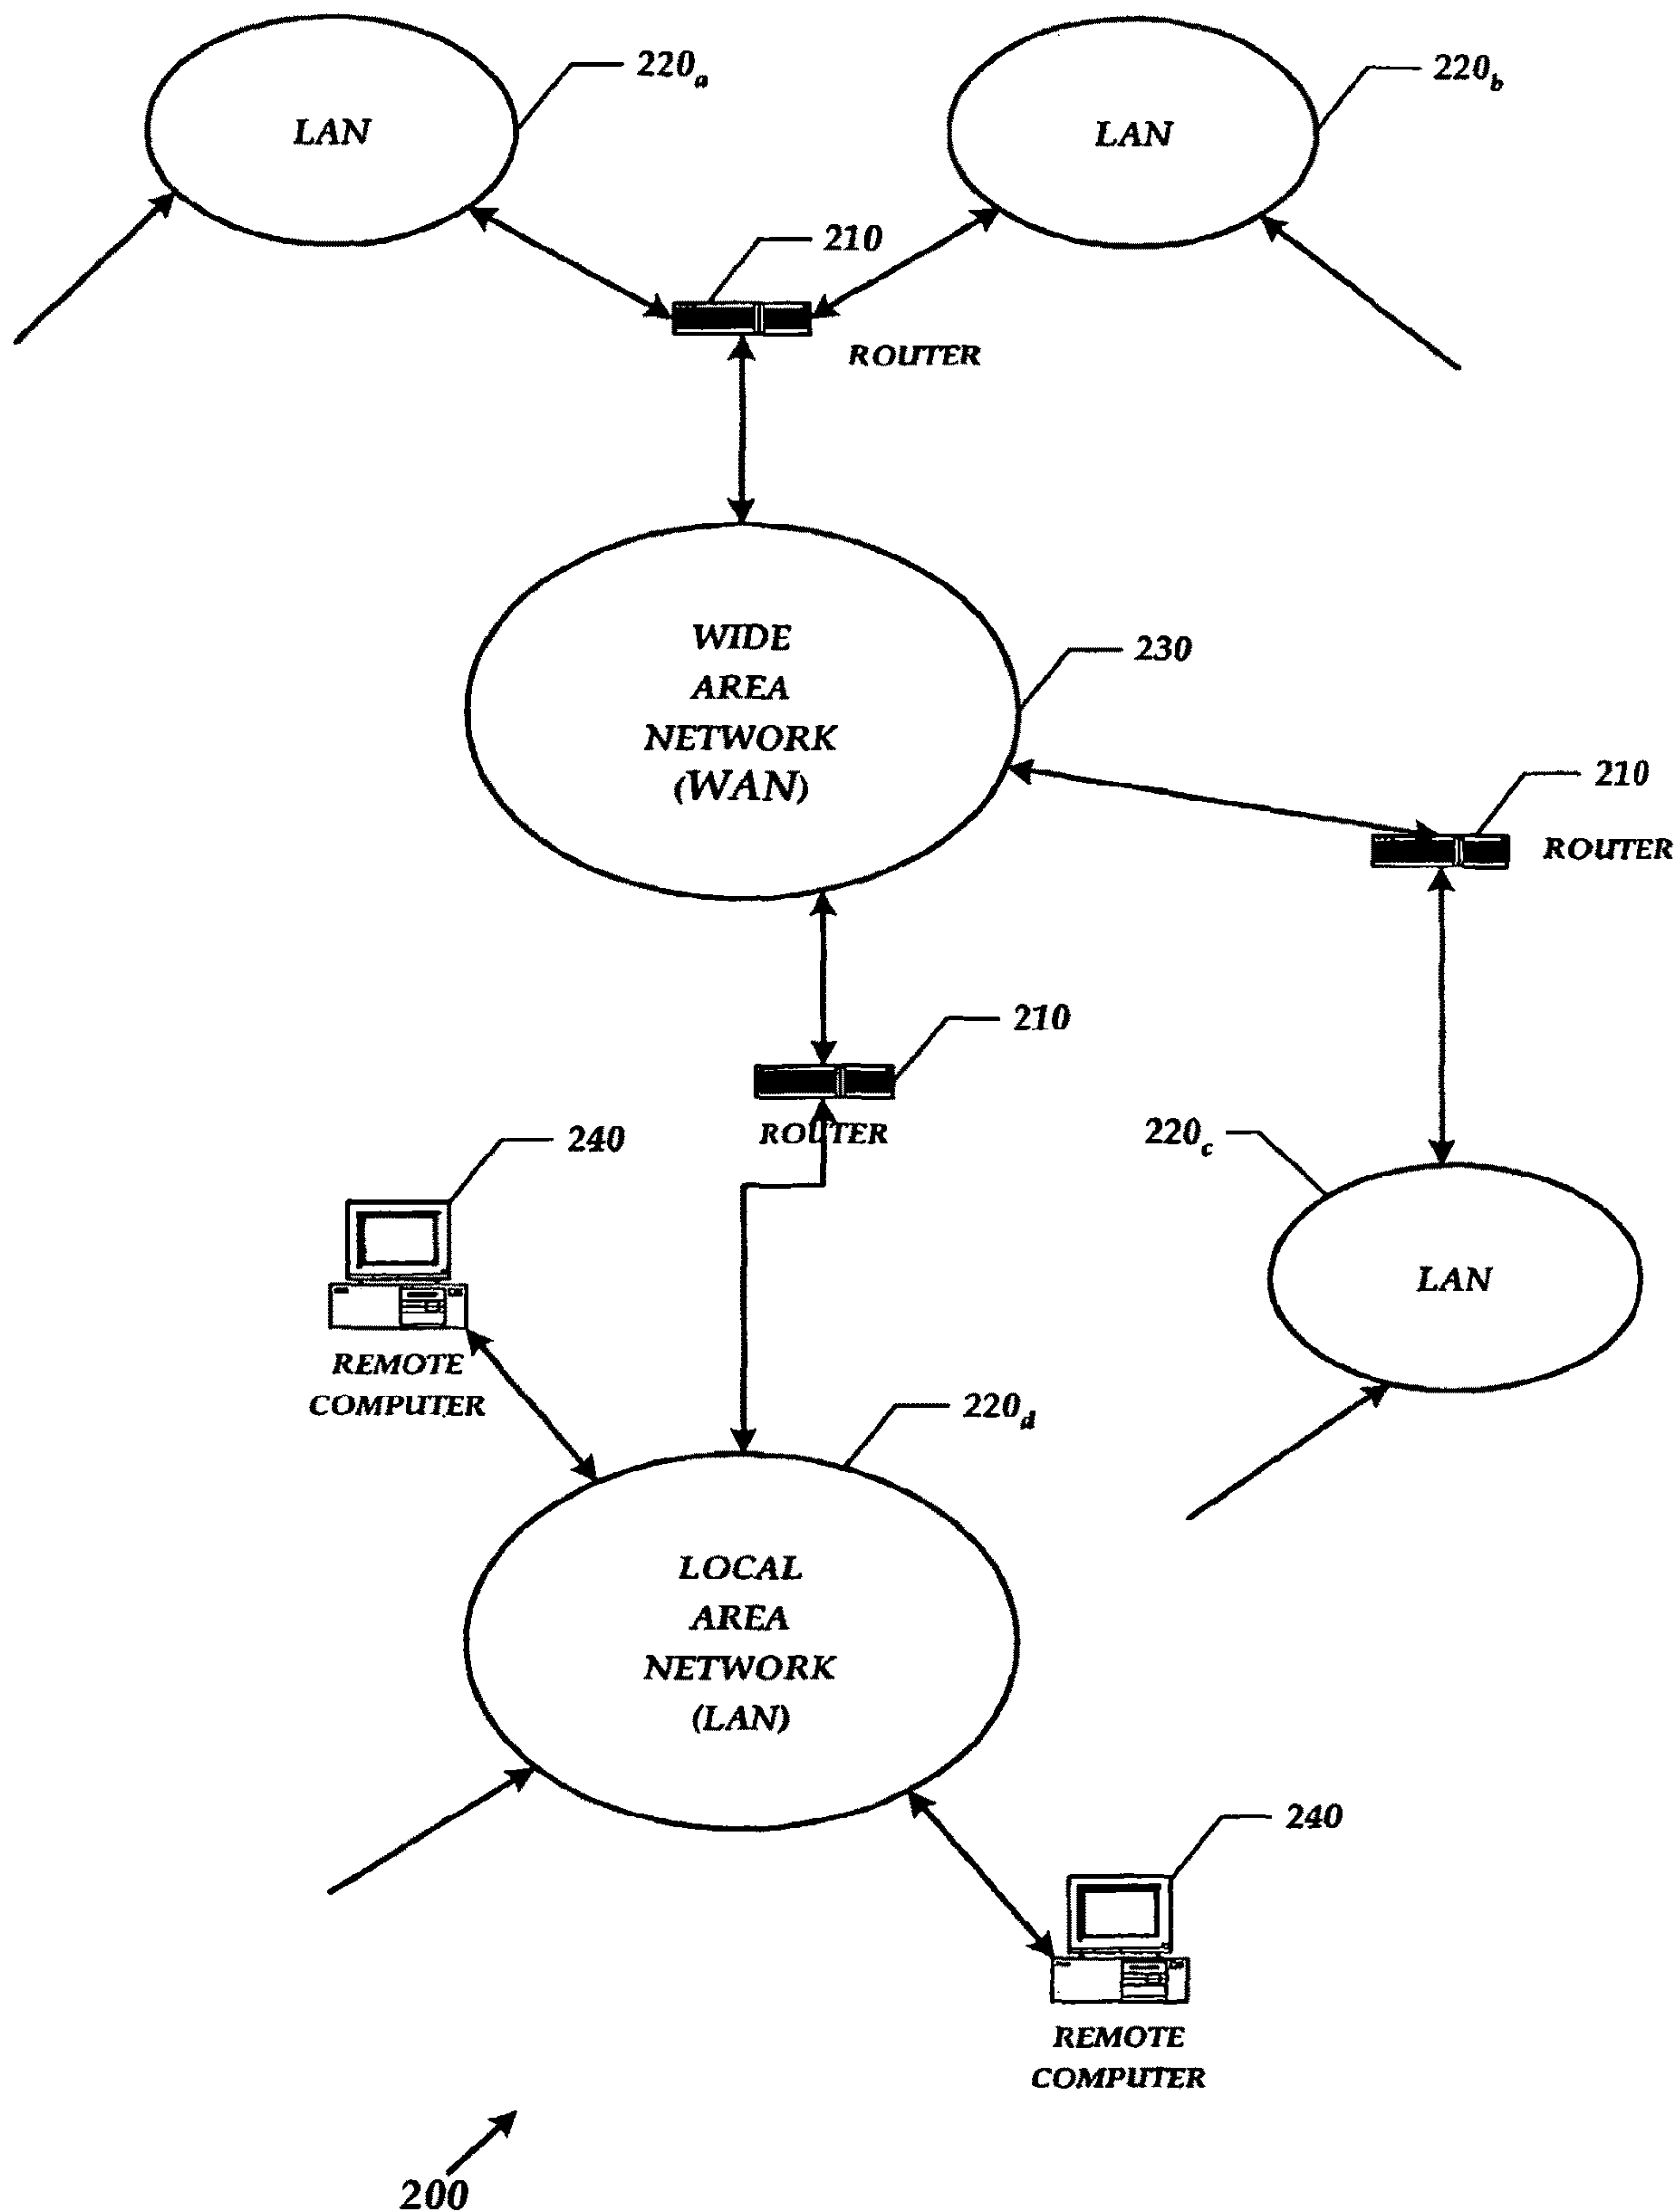 220a
220b
LAN
LAN
210
ROUTER
WIDE
AREA
NETWORK
(WAN)
230
210
ROUTER
210
ROUTER
240
220c
REMOTE
COMPUTER
LAN
220d
LOCAL
AREA
NETWORK
(LAN)
240
REMOTE
COMPUTER
200